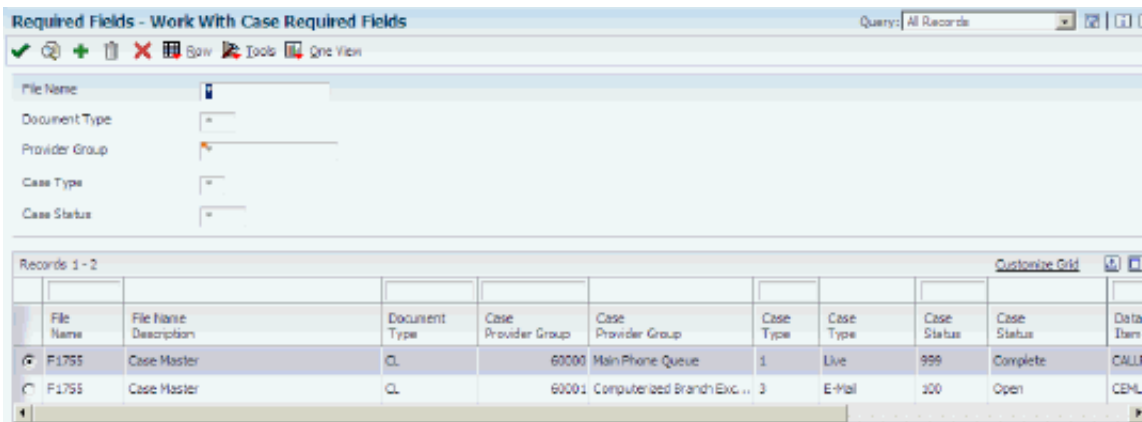 Required Fields - Work With Case Required Fields Query: All Records
Row Tools One View
File Name *
Document Type *
Provider Group *
Case Type *
Case Status *
Records 1 - 2 Customize Grid
File Name File Name Description Document Type Case Provider Group Case Provider Group Case Type Case Type Case Status Case Status Data Item
F1755 Case Master CL 60000 Main Phone Queue 1 Live 999 Complete
F1755 Case Master CL 60001 Computerized Branch Exc... 3 E-Mail 100 Open CEML